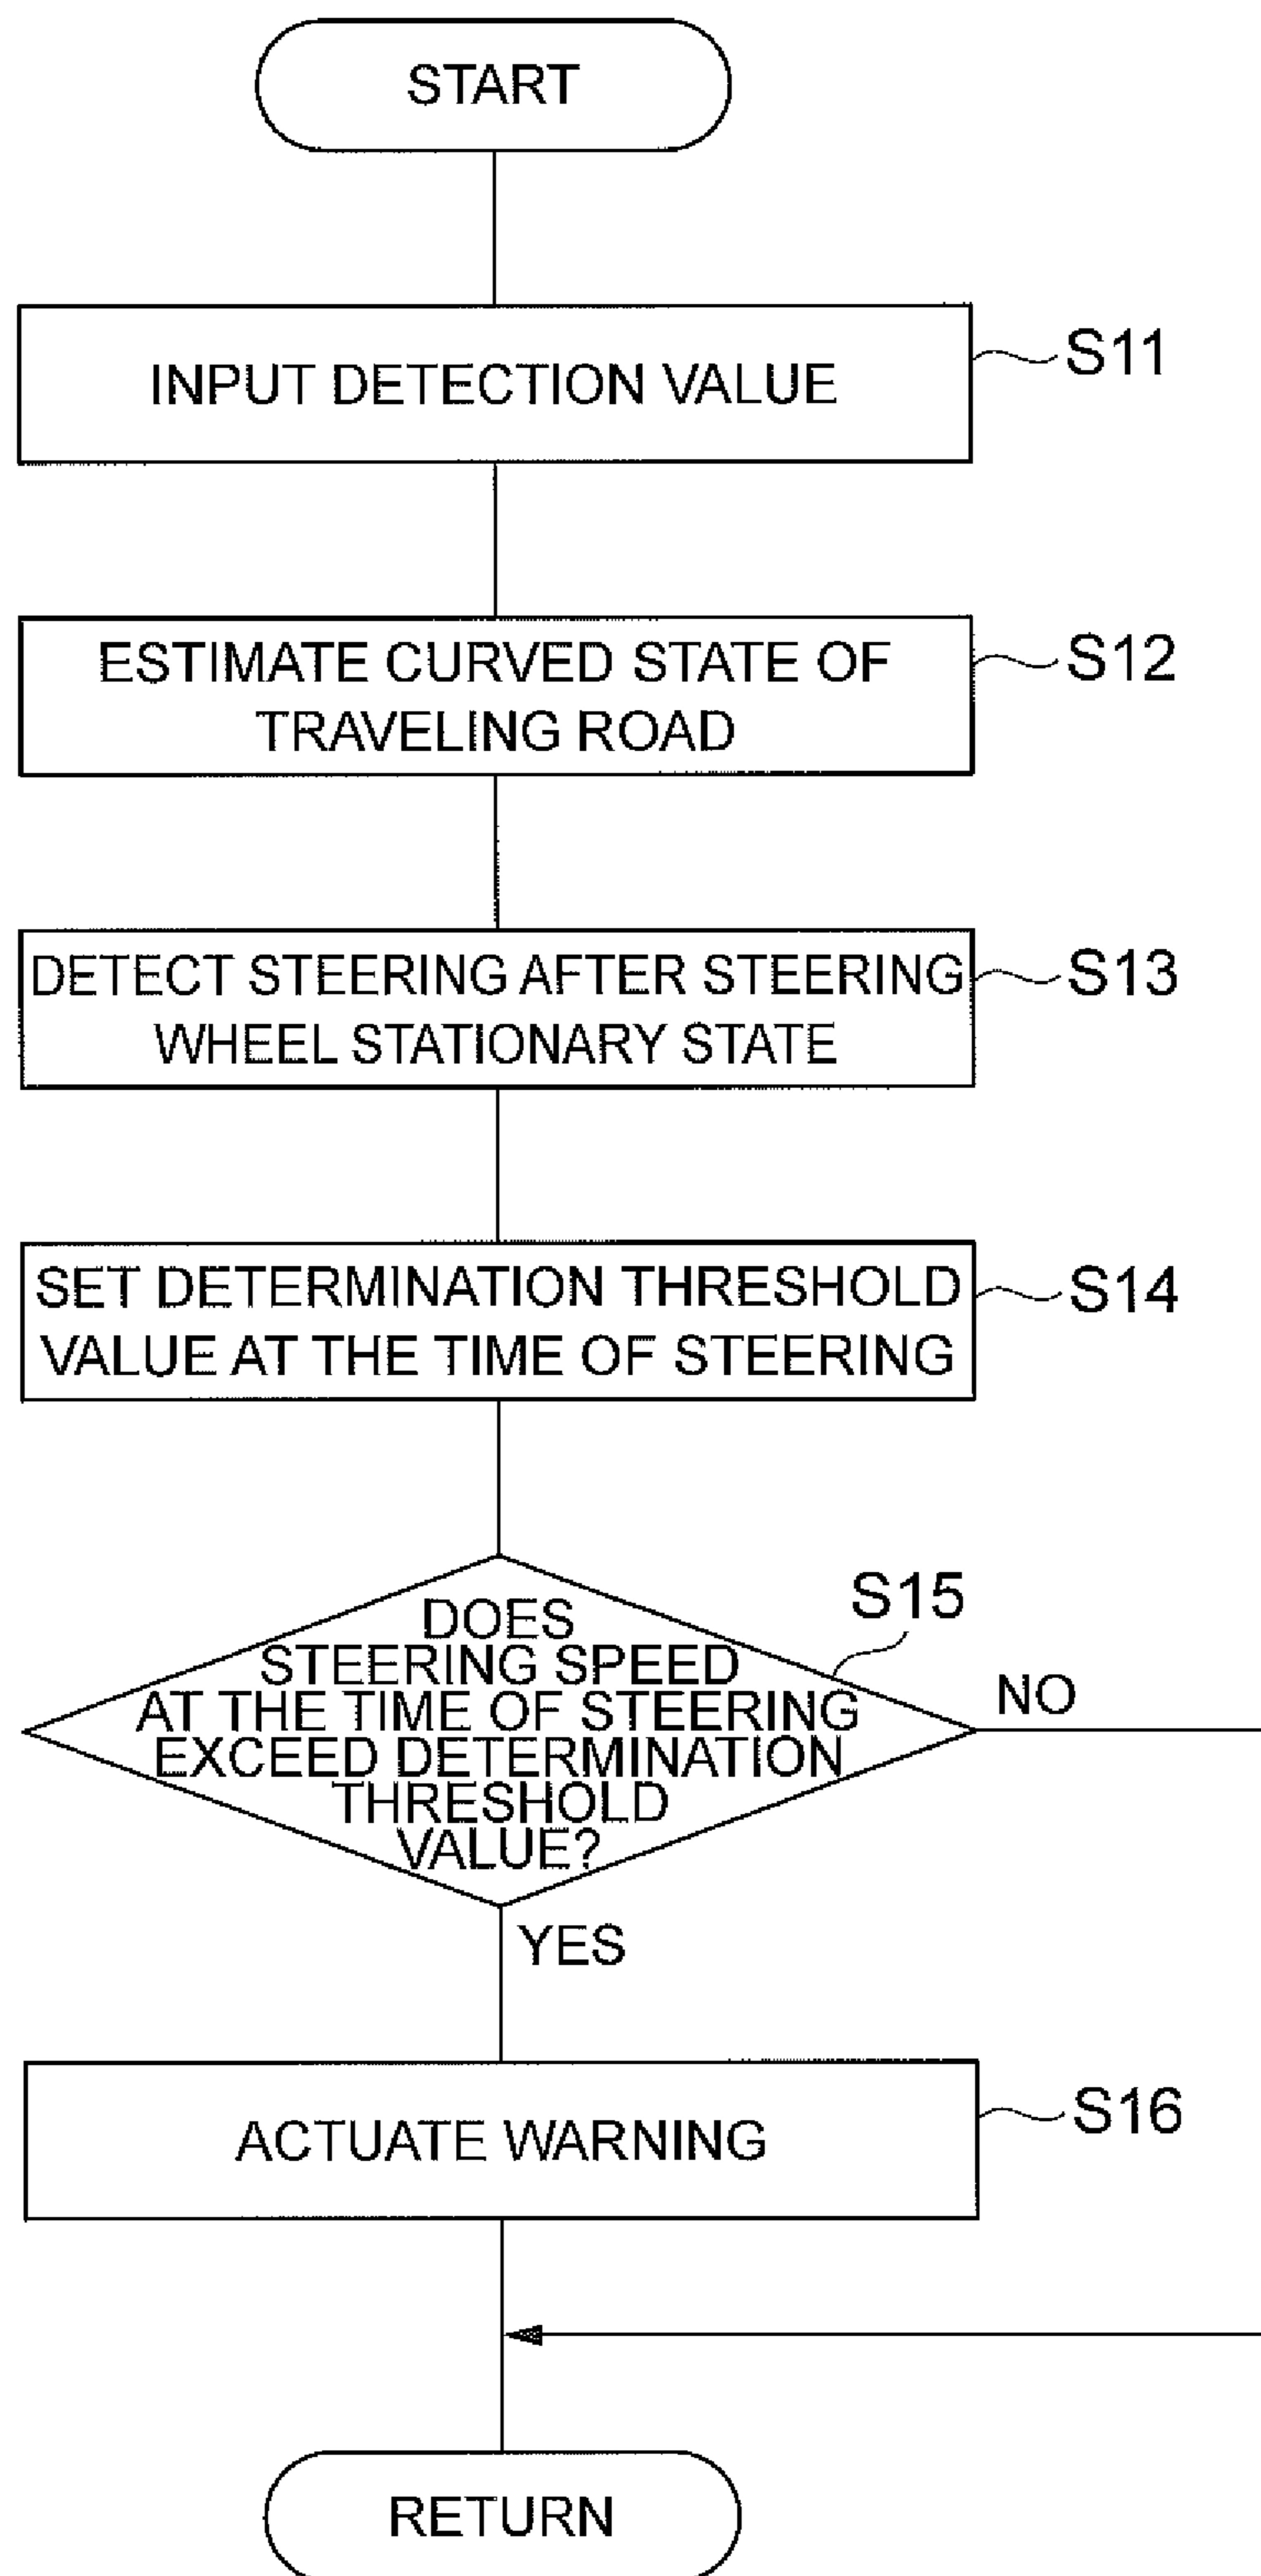 START
INPUT DETECTION VALUE
S11
ESTIMATE CURVED STATE OF
TRAVELING ROAD
S12
DETECT STEERING AFTER STEERING
WHEEL STATIONARY STATE
S13
SET DETERMINATION THRESHOLD
VALUE AT THE TIME OF STEERING
S14
DOES
STEERING SPEED
AT THE TIME OF STEERING
EXCEED DETERMINATION
THRESHOLD
VALUE?
S15
NO
YES
ACTUATE WARNING
S16
RETURN